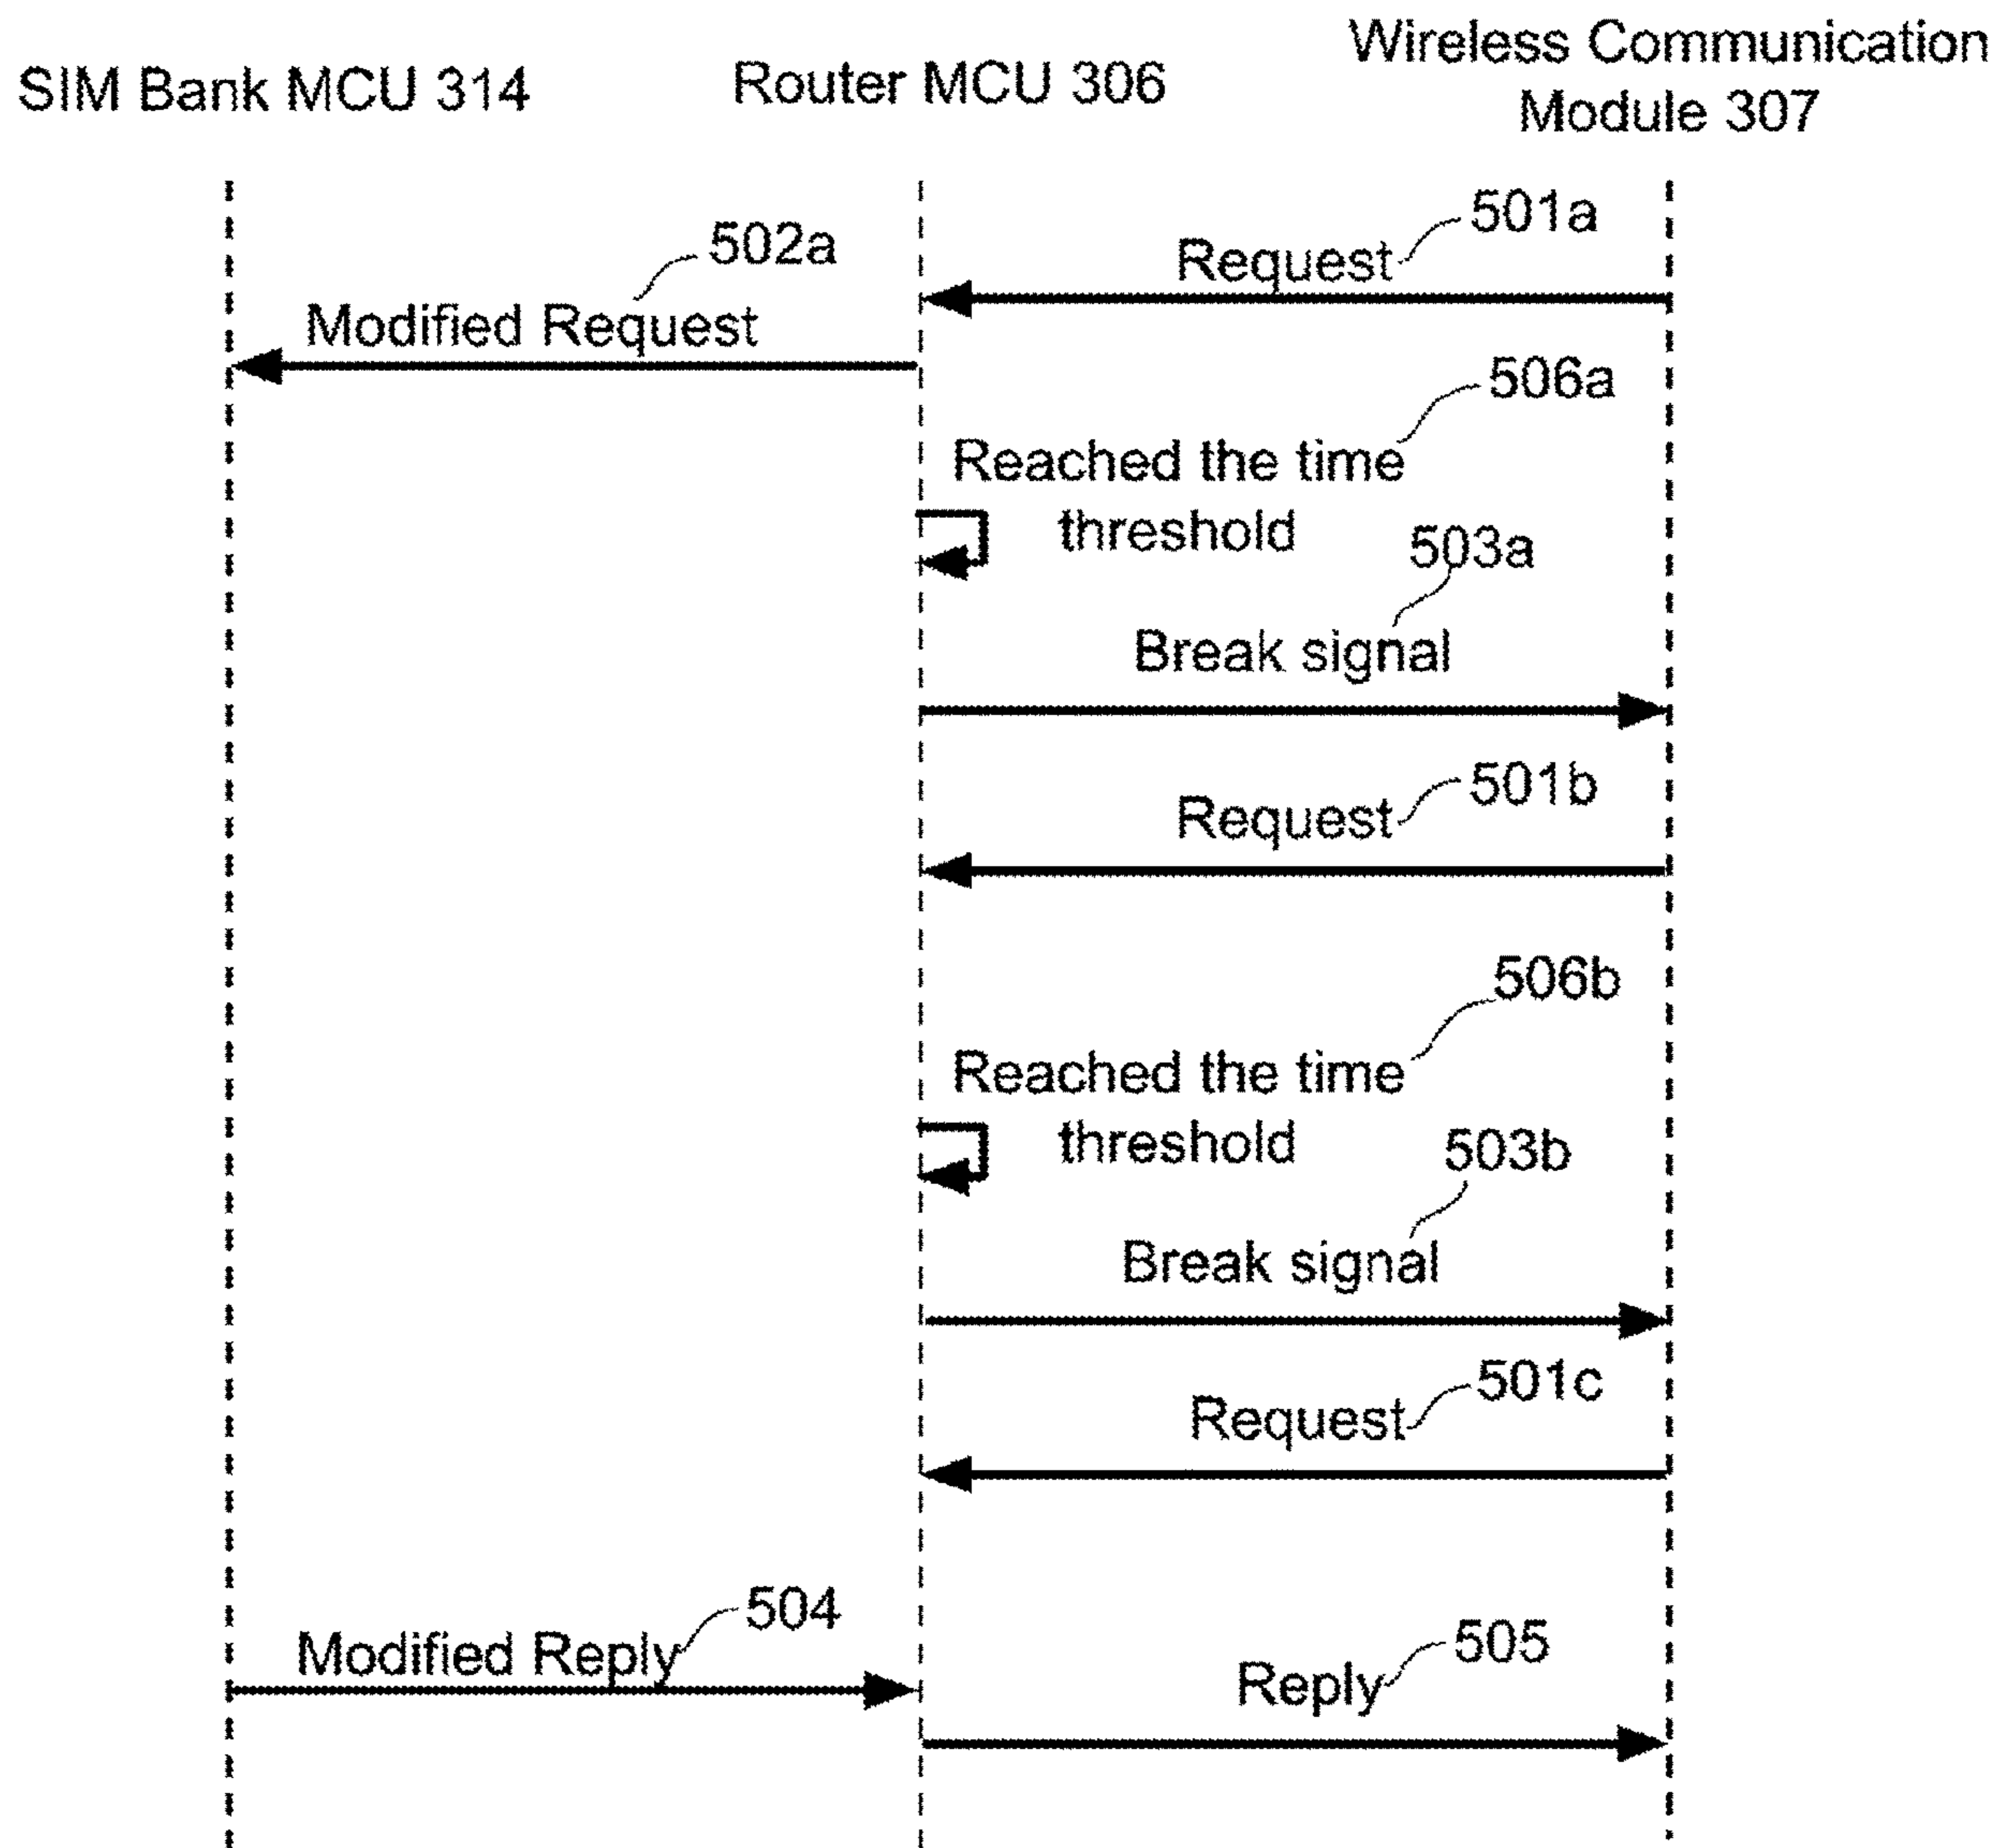 SIM Bank MCU 314
Router MCU 306
Wireless Communication
Module 307
501a
Request
502a
Modified Request
506a
Reached the time
threshold
503a
Break signal
501b
Request
506b
Reached the time
threshold
503b
Break signal
501c
Request
504
Modified Reply
505
Reply